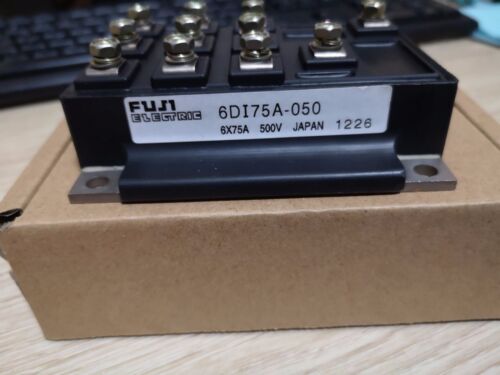 FUJI 6DI75A-050
ELECTRIC 6X75A 500V JAPAN 1226